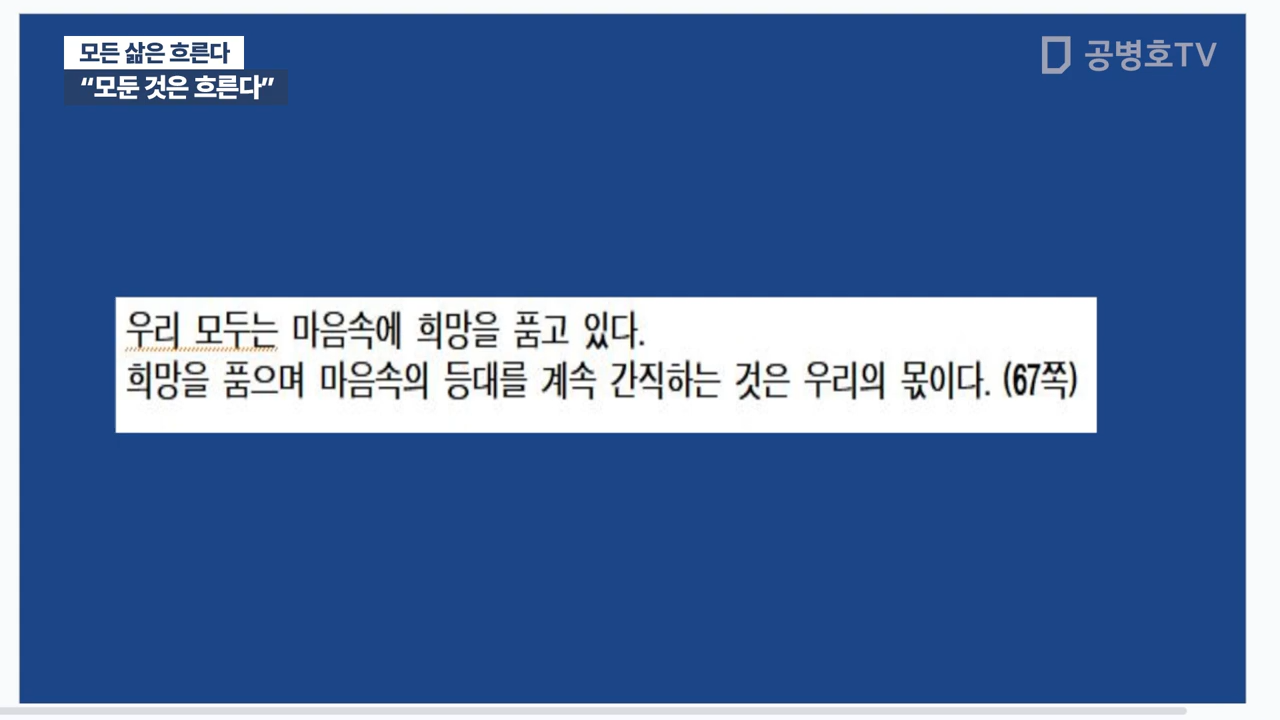 모든 삶은 흐른다
“모둔 것은 흐른다”
공병호TV
우리 모두는 마음속에 희망을 품고 있다.
희망을 품으며 마음속의 등대를 계속 간직하는 것은 우리의 몫이다. (67쪽)